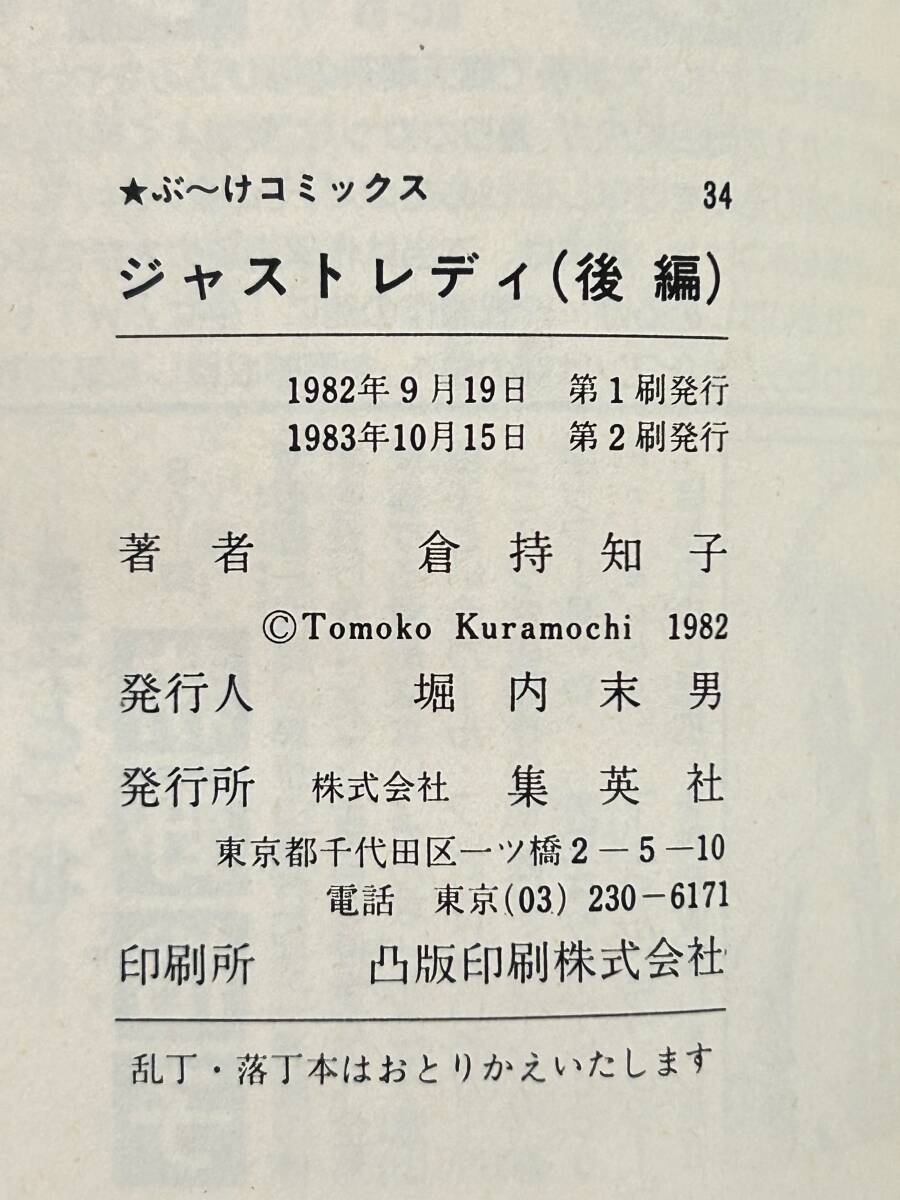 ★ぶ〜けコミックス 34
ジャストレディ(後編)
1982年9月19日 第1刷発行
1983年10月15日 第2刷発行
著者 倉持知子
©Tomoko Kuramochi 1982
発行人 堀内末男
発行所 株式会社 集英社
東京都千代田区一ツ橋2−5−10
電話 東京(03) 230−6171
印刷所 凸版印刷株式会社
乱丁・落丁本はおとりかえいたします